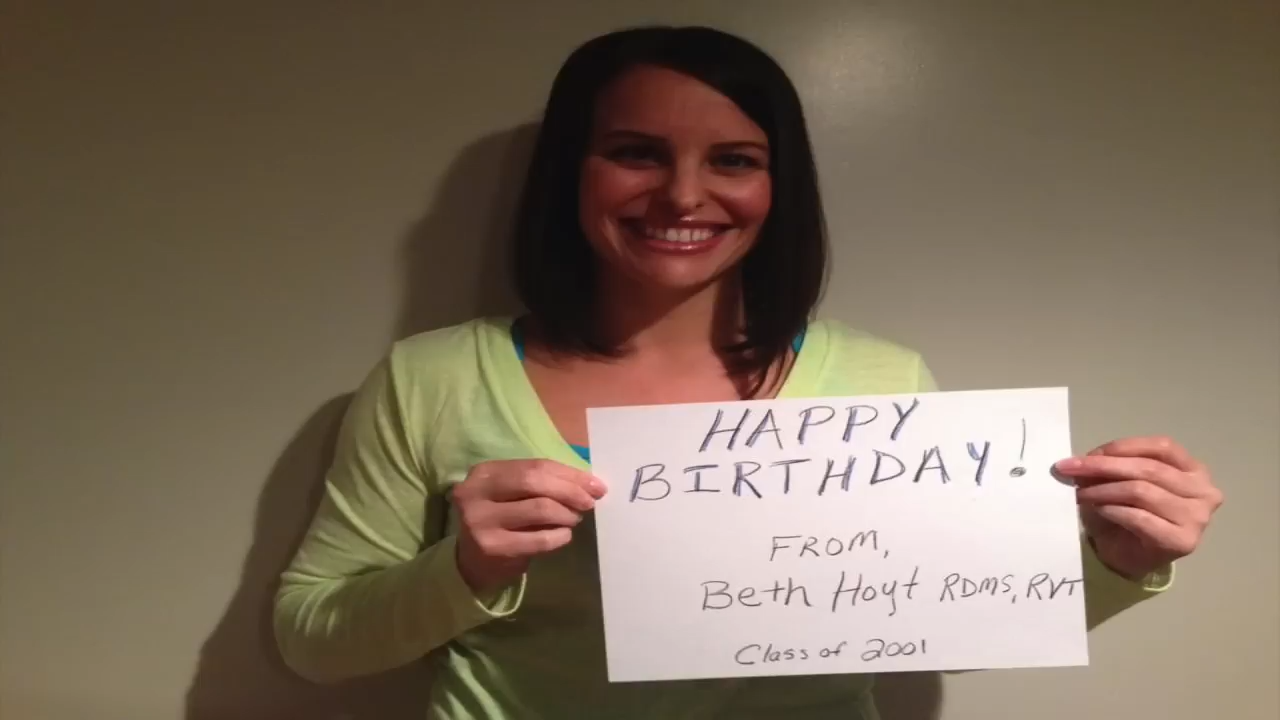 HAPPY
BIRTHDAY!
FROM,
Beth Hoyt RDMS, RVT
Class of 2001